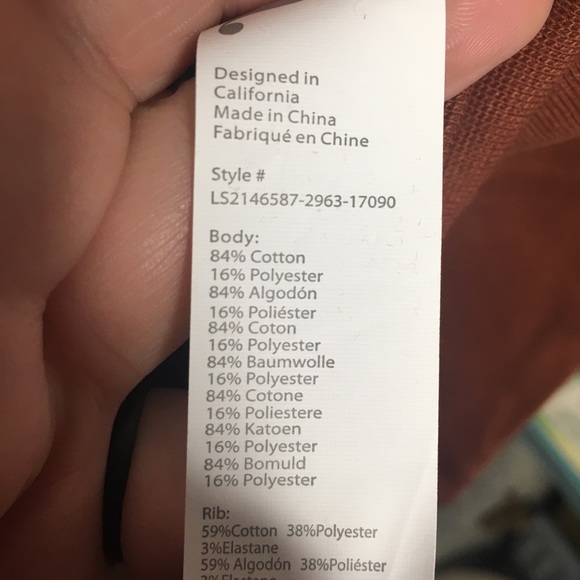 Designed in
California
Made in China
Fabriqué en Chine
Style #
LS2146587-2963-17090
Body:
84% Cotton
16% Polyester
84% Algodón
16% Poliéster
84% Coton
16% Polyester
84% Baumwolle
16% Polyester
84% Cotone
16% Poliestere
84% Katoen
16% Polyester
84% Bomuld
16% Polyester
Rib:
59%Cotton 38%Polyester
3%Elastane
59% Algodón 38%Poliéster
3%Elastano